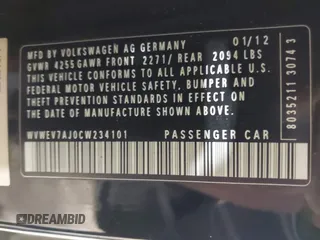 MFD BY VOLKSWAGEN AG GERMANY 01/12
GVWR 4255 GAWR FRONT 2271/ REAR 2094 LBS
THIS VEHICLE CONFORMS TO ALL APPLICABLE U.S.
FEDERAL MOTOR VEHICLE SAFETY, BUMPER AND
THEFT PREVENTION STANDARDS IN EFFECT ON THE
DATE OF MANUFACTURE SHOWN ABOVE.
WVWEV7AJ0CW234101 PASSENGER CAR
8035211 3074 3
DREAMBID